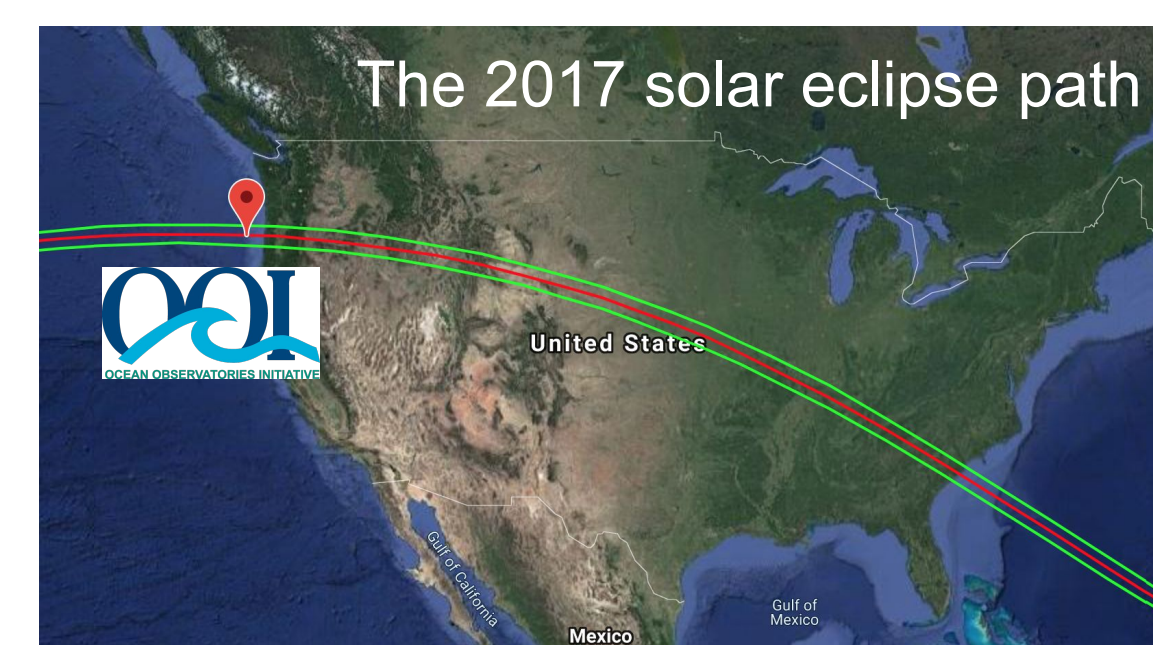 The 2017 solar eclipse path
OOI
OCEAN OBSERVATORIES INITIATIVE
United States
Gulf of California
Gulf of
Mexico
Mexico